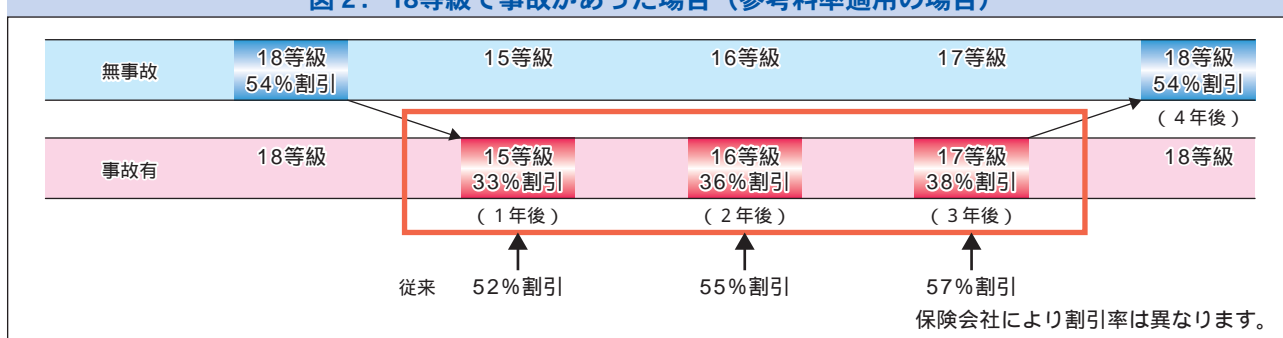 図2. 18等級で事故があった場合（参考料率適用の場合）
無事故 18等級 15等級 16等級 17等級 18等級
54%割引 54%割引
(4年後)
事故有 18等級 15等級 16等級 17等級 18等級
33%割引 36%割引 38%割引
(1年後) (2年後) (3年後)
従来 52%割引 55%割引 57%割引
保険会社により割引率は異なります。